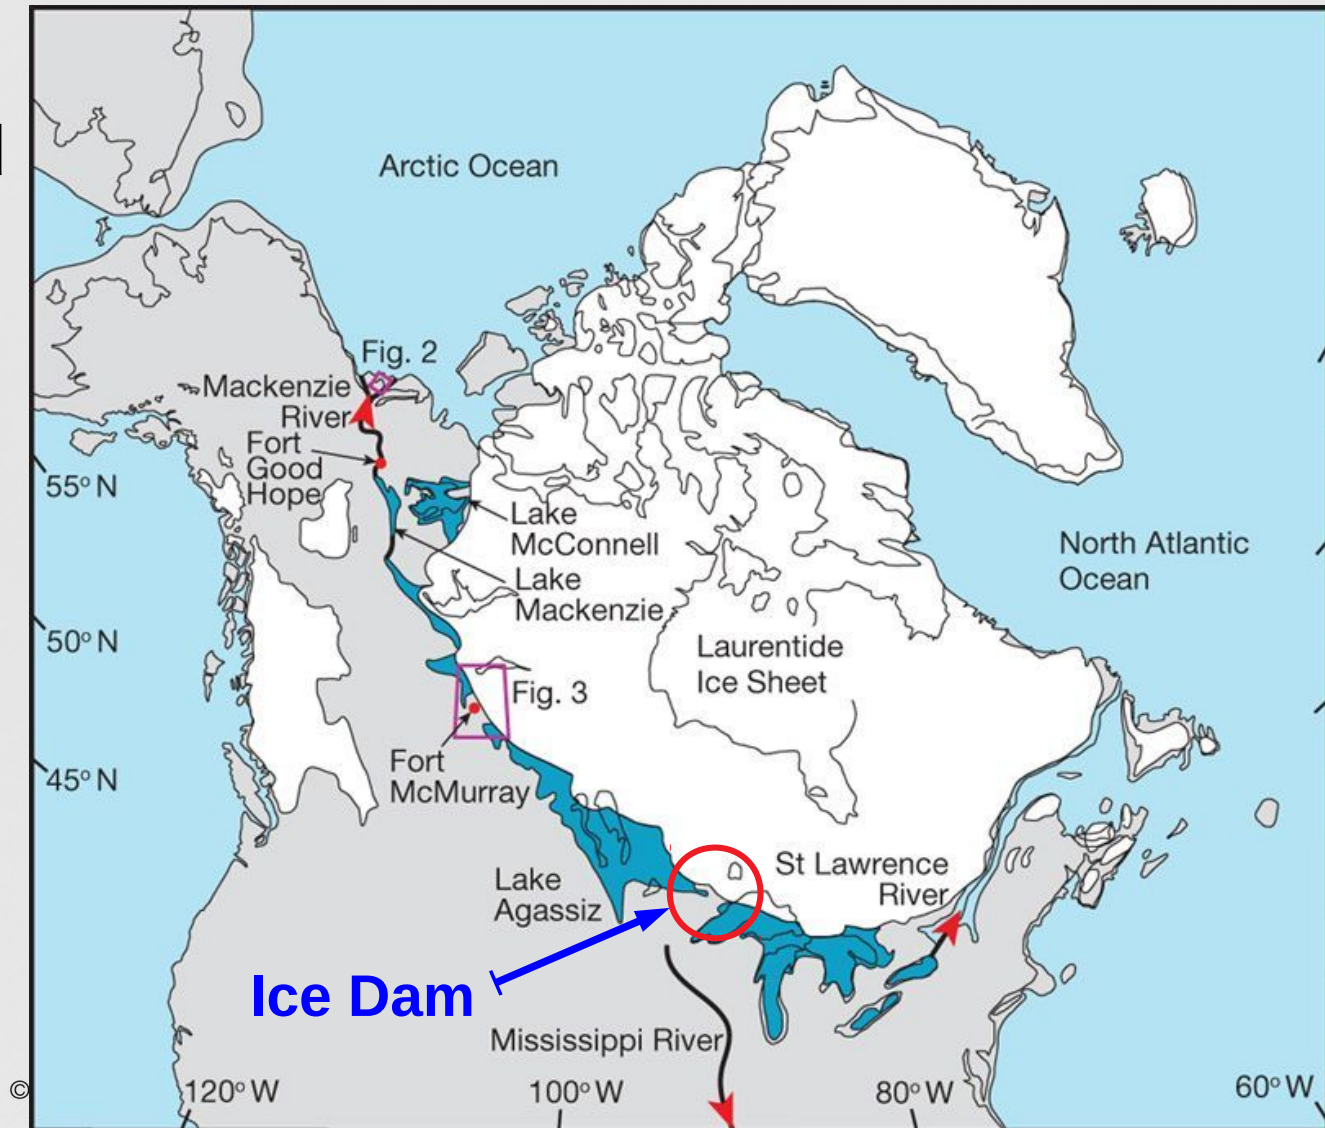 Arctic Ocean
Fig. 2
Mackenzie
River
Fort
Good
Hope
55° N
Lake
McConnell
Lake
Mackenzie
North Atlantic
Ocean
50° N
Laurentide
Ice Sheet
Fig. 3
45° N
Fort
McMurray
St Lawrence
River
Lake
Agassiz
Ice Dam
Mississippi River
©
120° W
100° W
80° W
60° W